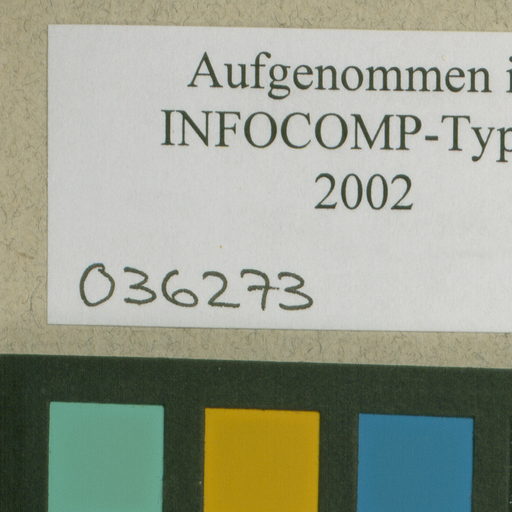 Aufgenommen i
INFOCOMP-Typ
2002
036273